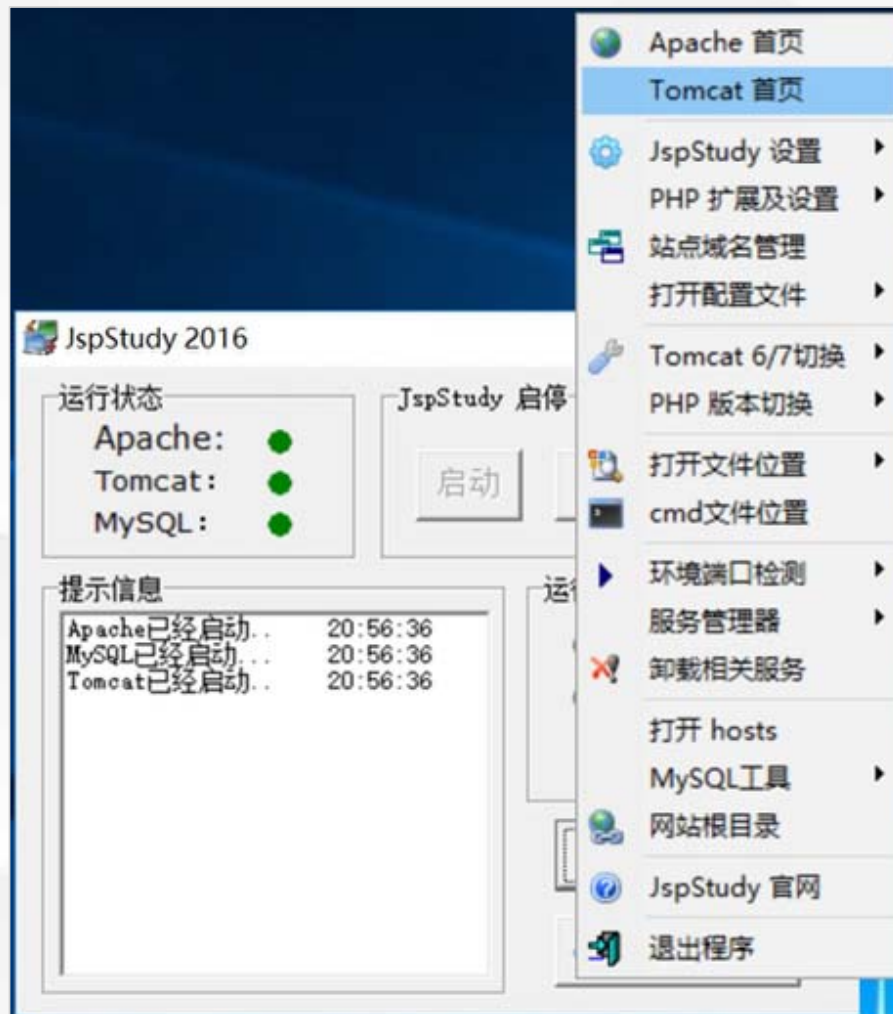 Apache 首页
Tomcat 首页
JspStudy 设置
PHP 扩展及设置
站点域名管理
打开配置文件
Tomcat 6/7切换
PHP 版本切换
打开文件位置
cmd文件位置
环境端口检测
服务管理器
卸载相关服务
打开 hosts
MySQL工具
网站根目录
JspStudy 官网
退出程序
JspStudy 2016
运行状态
Apache:
Tomcat:
MySQL:
JspStudy 启停
启动
提示信息
Apache已经启动.. 20:56:36
MySQL已经启动... 20:56:36
Tomcat已经启动.. 20:56:36
运